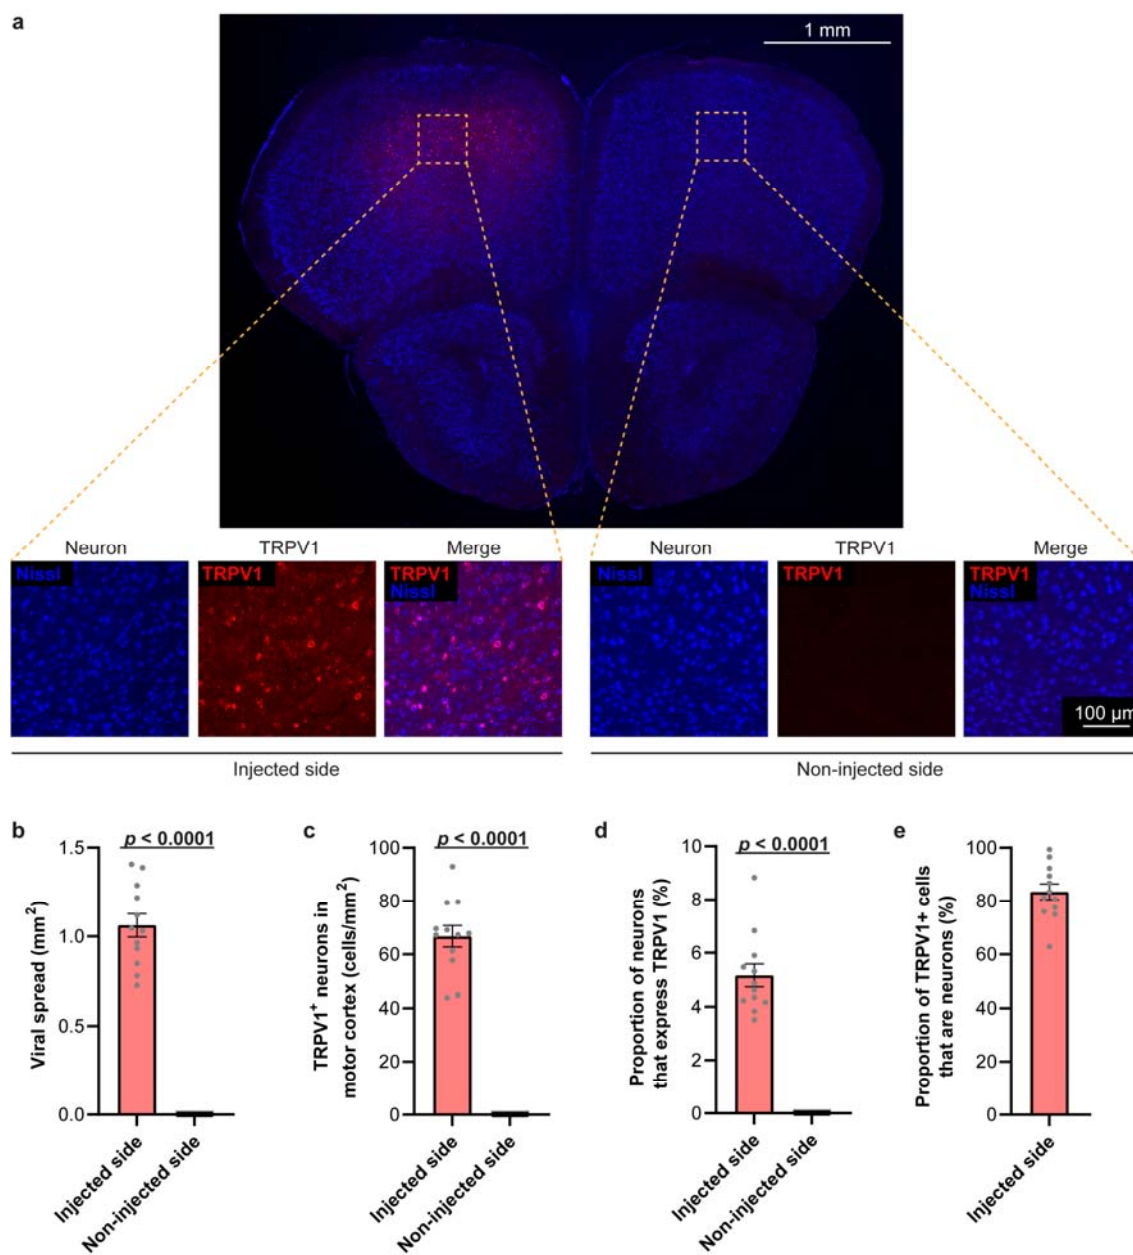 a
1 mm
Neuron
TRPV1
Merge
Neuron
TRPV1
Merge
Nissl
TRPV1
TRPV1
Nissl
Nissl
TRPV1
TRPV1
Nissl
100 µm
Injected side
Non-injected side
b
p < 0.0001
Viral spread (mm²)
1.5
1.0
0.5
0.0
Injected side
Non-injected side
c
p < 0.0001
TRPV1⁺ neurons in
motor cortex (cells/mm²)
100
80
60
40
20
0
Injected side
Non-injected side
d
p < 0.0001
Proportion of neurons
that express TRPV1 (%)
10
8
6
4
2
0
Injected side
Non-injected side
e
Proportion of TRPV1+ cells
that are neurons (%)
100
80
60
40
20
0
Injected side